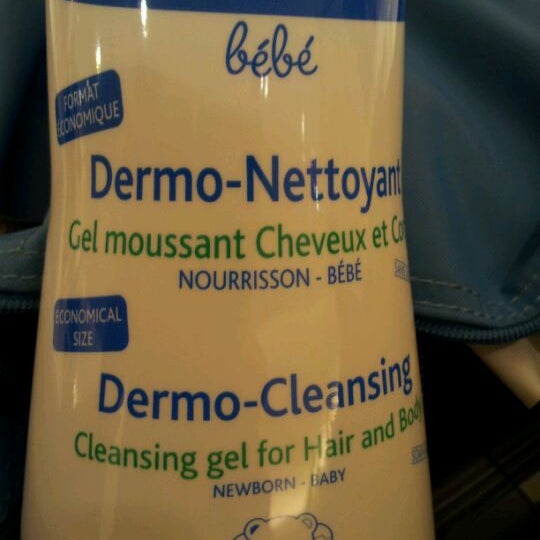 bébé
FORMAT
ÉCONOMIQUE
Dermo-Nettoyant
Gel moussant Cheveux et
NOURRISSON - BÉBÉ
ECONOMICAL
SIZE
Dermo-Cleansing
Cleansing gel for Hair and Body
NEWBORN - BABY